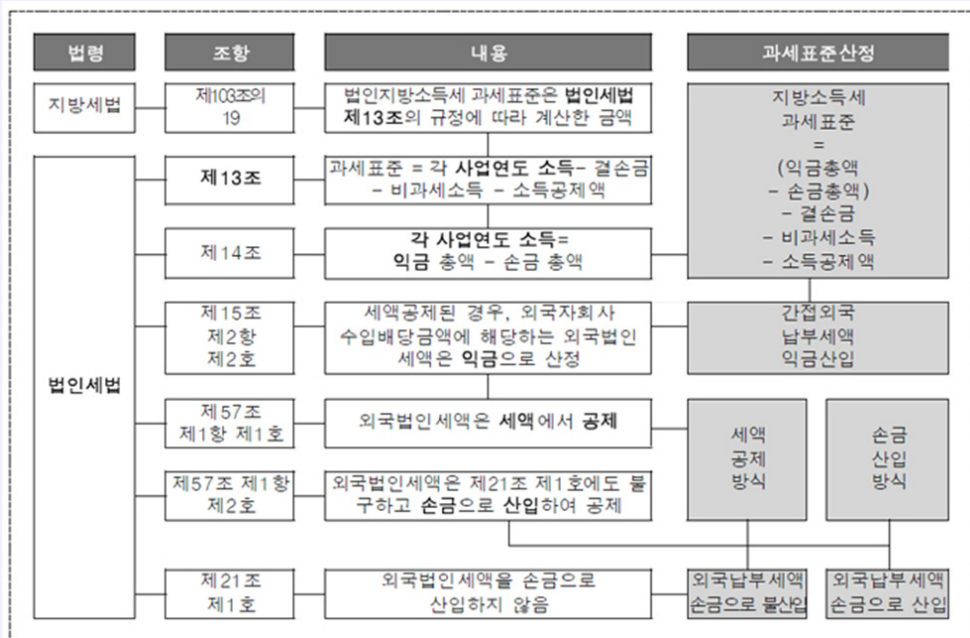 법령
조항
내용
과세표준산정
지방세법
제103조의
19
법인지방소득세 과세표준은 법인세법
제13조의 규정에 따라 계산한 금액
지방소득세
과세표준
=
(익금총액
- 손금총액)
- 결손금
- 비과세소득
- 소득공제액
법인세법
제13조
과세표준 = 각 사업연도 소득- 결손금
- 비과세소득 - 소득공제액
제14조
각 사업연도 소득=
익금 총액 - 손금 총액
제15조
제2항
제2호
세액공제된 경우, 외국자회사
수입배당금액에 해당하는 외국법인
세액은 익금으로 산정
간접외국
납부세액
익금산입
제57조
제1항 제1호
외국법인세액은 세액에서 공제
세액
공제
방식
손금
산입
방식
제57조 제1항
제2호
외국법인세액은 제21조 제1호에도 불
구하고 손금으로 산입하여 공제
제21조
제1호
외국법인세액을 손금으로
산입하지 않음
외국납부세액
손금으로 불산입
외국납부세액
손금으로 산입